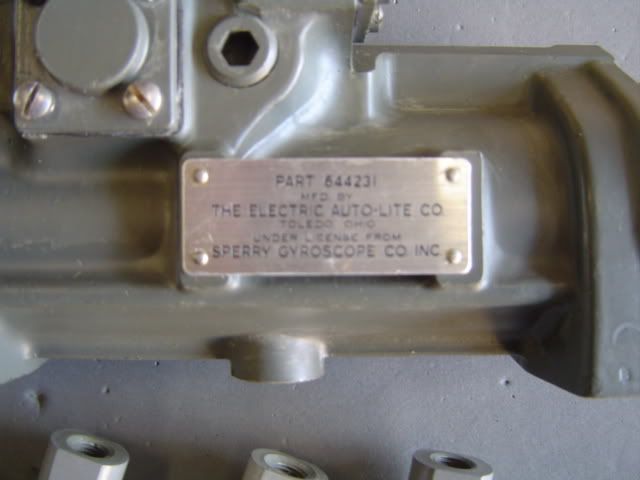 PART 644231
MFD. BY
THE ELECTRIC AUTO-LITE CO.
TOLEDO OHIO
UNDER LICENSE FROM
SPERRY GYROSCOPE CO. INC.